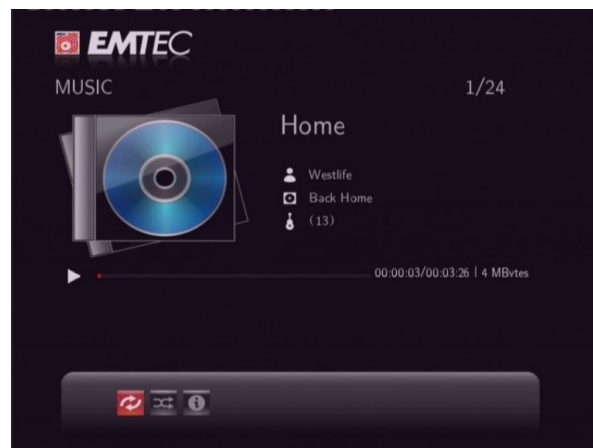 EMTEC
MUSIC
1/24
Home
Westlife
Back Home
(13)
00:00:03/00:03:26 | 4 MBytes